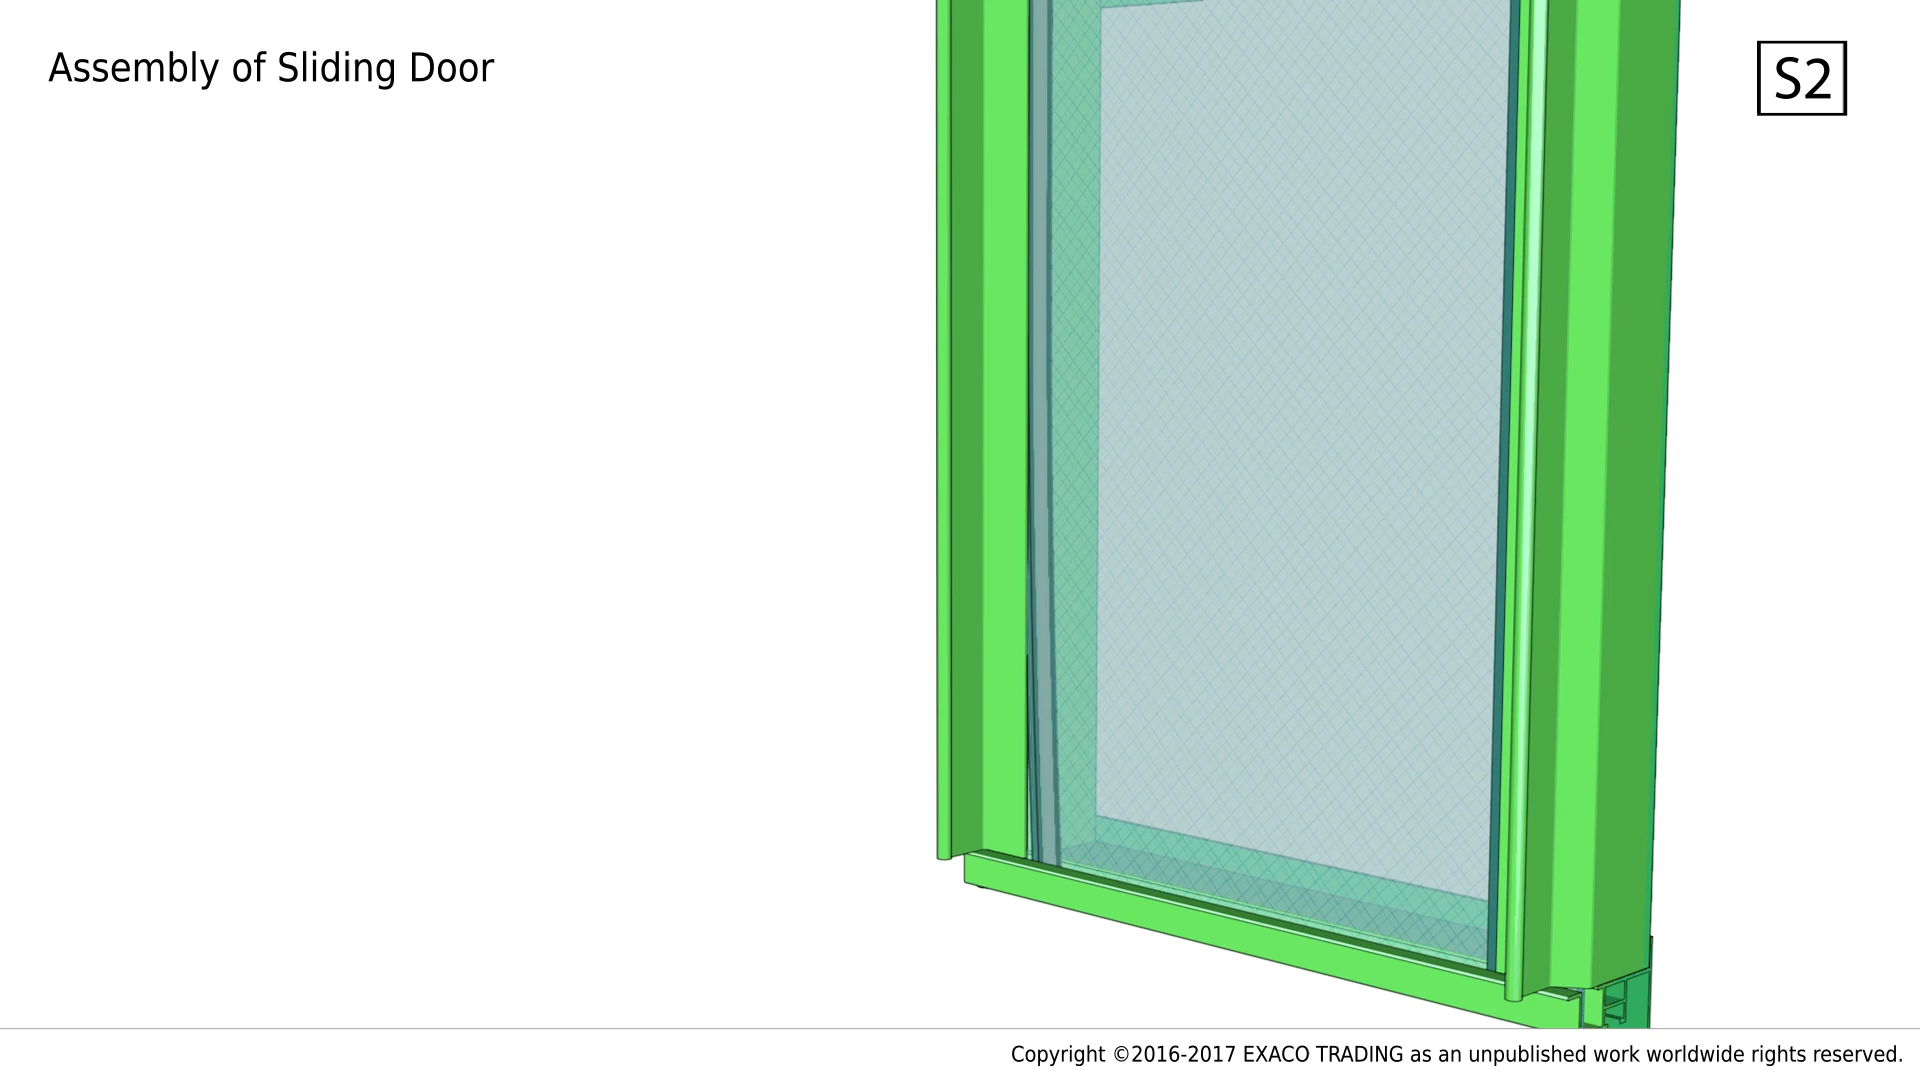 Assembly of Sliding Door
S2
Copyright ©2016-2017 EXACO TRADING as an unpublished work worldwide rights reserved.